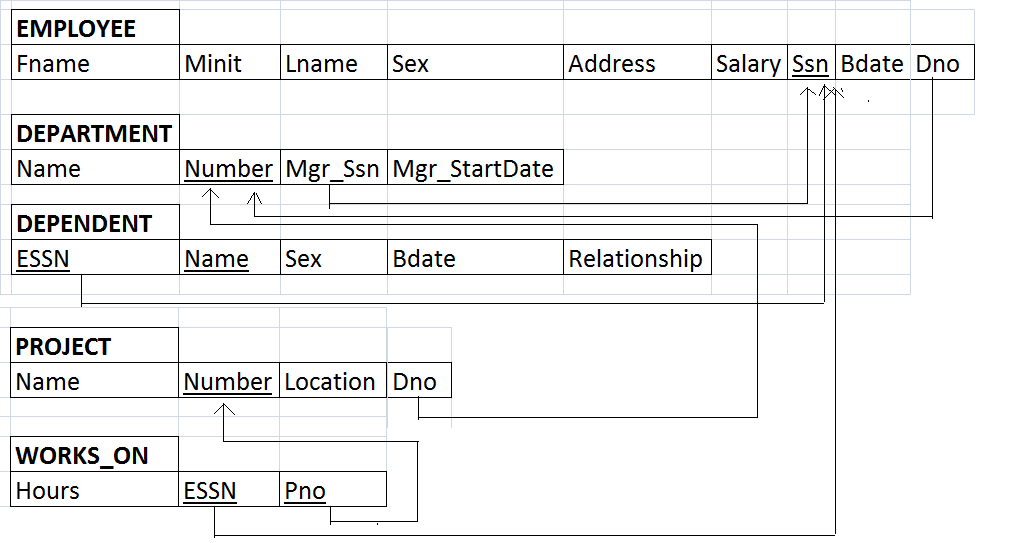 EMPLOYEE
Fname Minit Lname Sex Address Salary Ssn Bdate Dno
DEPARTMENT
Name Number Mgr_Ssn Mgr_StartDate
DEPENDENT
ESSN Name Sex Bdate Relationship
PROJECT
Name Number Location Dno
WORKS_ON
Hours ESSN Pno